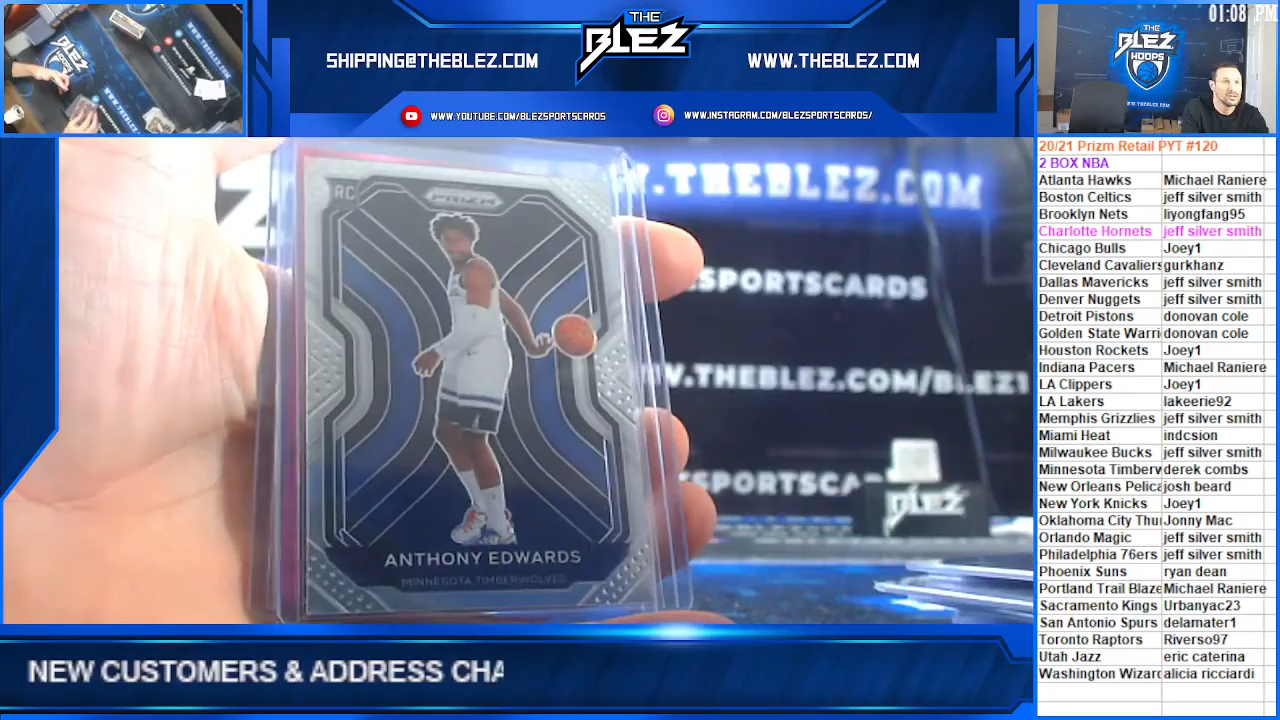 THE
BLEZ
SHIPPING@THEBLEZ.COM
WWW.THEBLEZ.COM
WWW.YOUTUBE.COM/BLEZSPORTSCARDS
WWW.INSTAGRAM.COM/BLEZSPORTSCARDS/
01:08 PM
THE
BLEZ
HOOPS
WWW.THEBLEZ.COM
RC
PRIZM
ANTHONY EDWARDS
MINNESOTA TIMBERWOLVES
W.THEBLEZ.COM
ZSPORTSCARDS
W.THEBLEZ.COM/BLEZ1
BLEZ
NEW CUSTOMERS & ADDRESS CHA
20/21 Prizm Retail PYT #120
2 BOX NBA
Atlanta Hawks Michael Raniere
Boston Celtics jeff silver smith
Brooklyn Nets liyongfang95
Charlotte Hornets jeff silver smith
Chicago Bulls Joey1
Cleveland Cavaliers gurkhanz
Dallas Mavericks jeff silver smith
Denver Nuggets jeff silver smith
Detroit Pistons donovan cole
Golden State Warri donovan cole
Houston Rockets Joey1
Indiana Pacers Michael Raniere
LA Clippers Joey1
LA Lakers lakeerie92
Memphis Grizzlies jeff silver smith
Miami Heat indcsion
Milwaukee Bucks jeff silver smith
Minnesota Timberw derek combs
New Orleans Pelica josh beard
New York Knicks Joey1
Oklahoma City Thu Jonny Mac
Orlando Magic jeff silver smith
Philadelphia 76ers jeff silver smith
Phoenix Suns ryan dean
Portland Trail Blaze Michael Raniere
Sacramento Kings Urbanyac23
San Antonio Spurs delamater1
Toronto Raptors Riverso97
Utah Jazz eric caterina
Washington Wizard alicia ricciardi